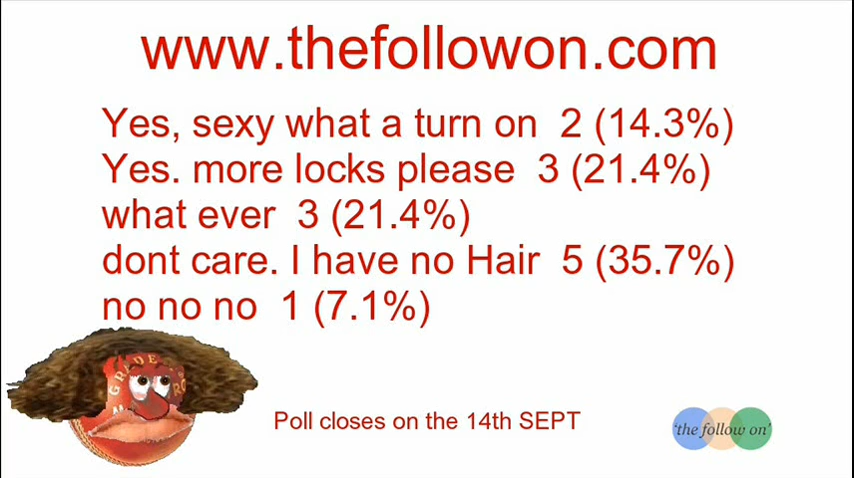 www.thefollowon.com
Yes, sexy what a turn on 2 (14.3%)
Yes. more locks please 3 (21.4%)
what ever 3 (21.4%)
dont care. I have no Hair 5 (35.7%)
no no no 1 (7.1%)
GRADE
Poll closes on the 14th SEPT
'the follow on'